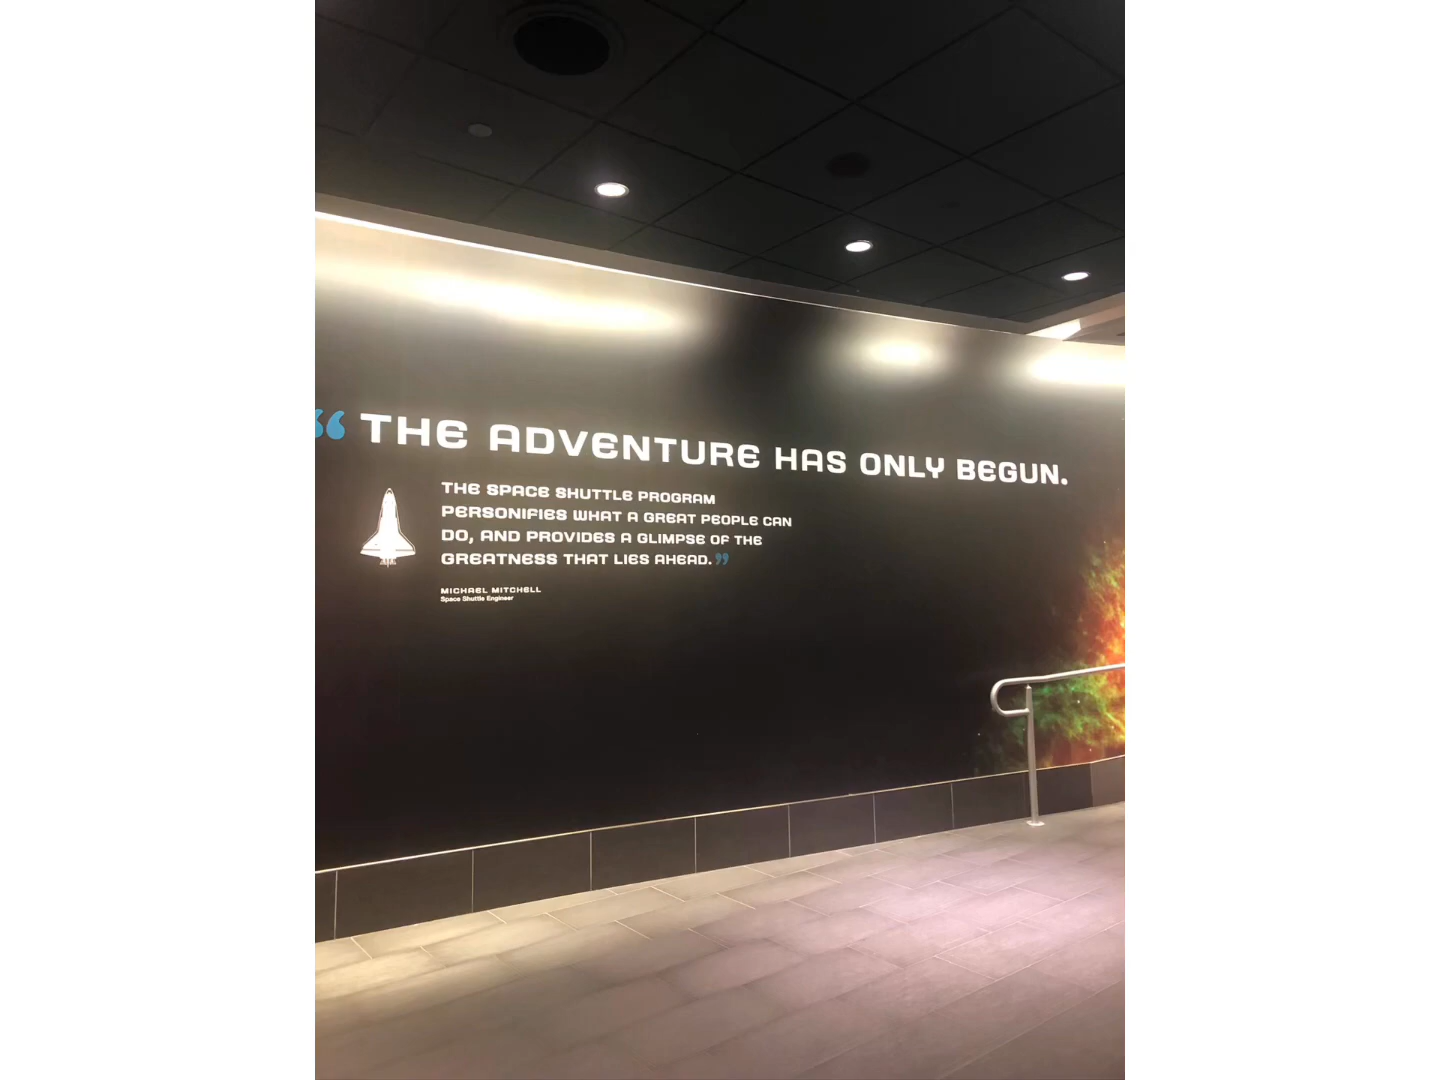 “ THE ADVENTURE HAS ONLY BEGUN.
THE SPACE SHUTTLE PROGRAM
PERSONIFIES WHAT A GREAT PEOPLE CAN
DO, AND PROVIDES A GLIMPSE OF THE
GREATNESS THAT LIES AHEAD.”
MICHAEL MITCHELL
Space Shuttle Engineer